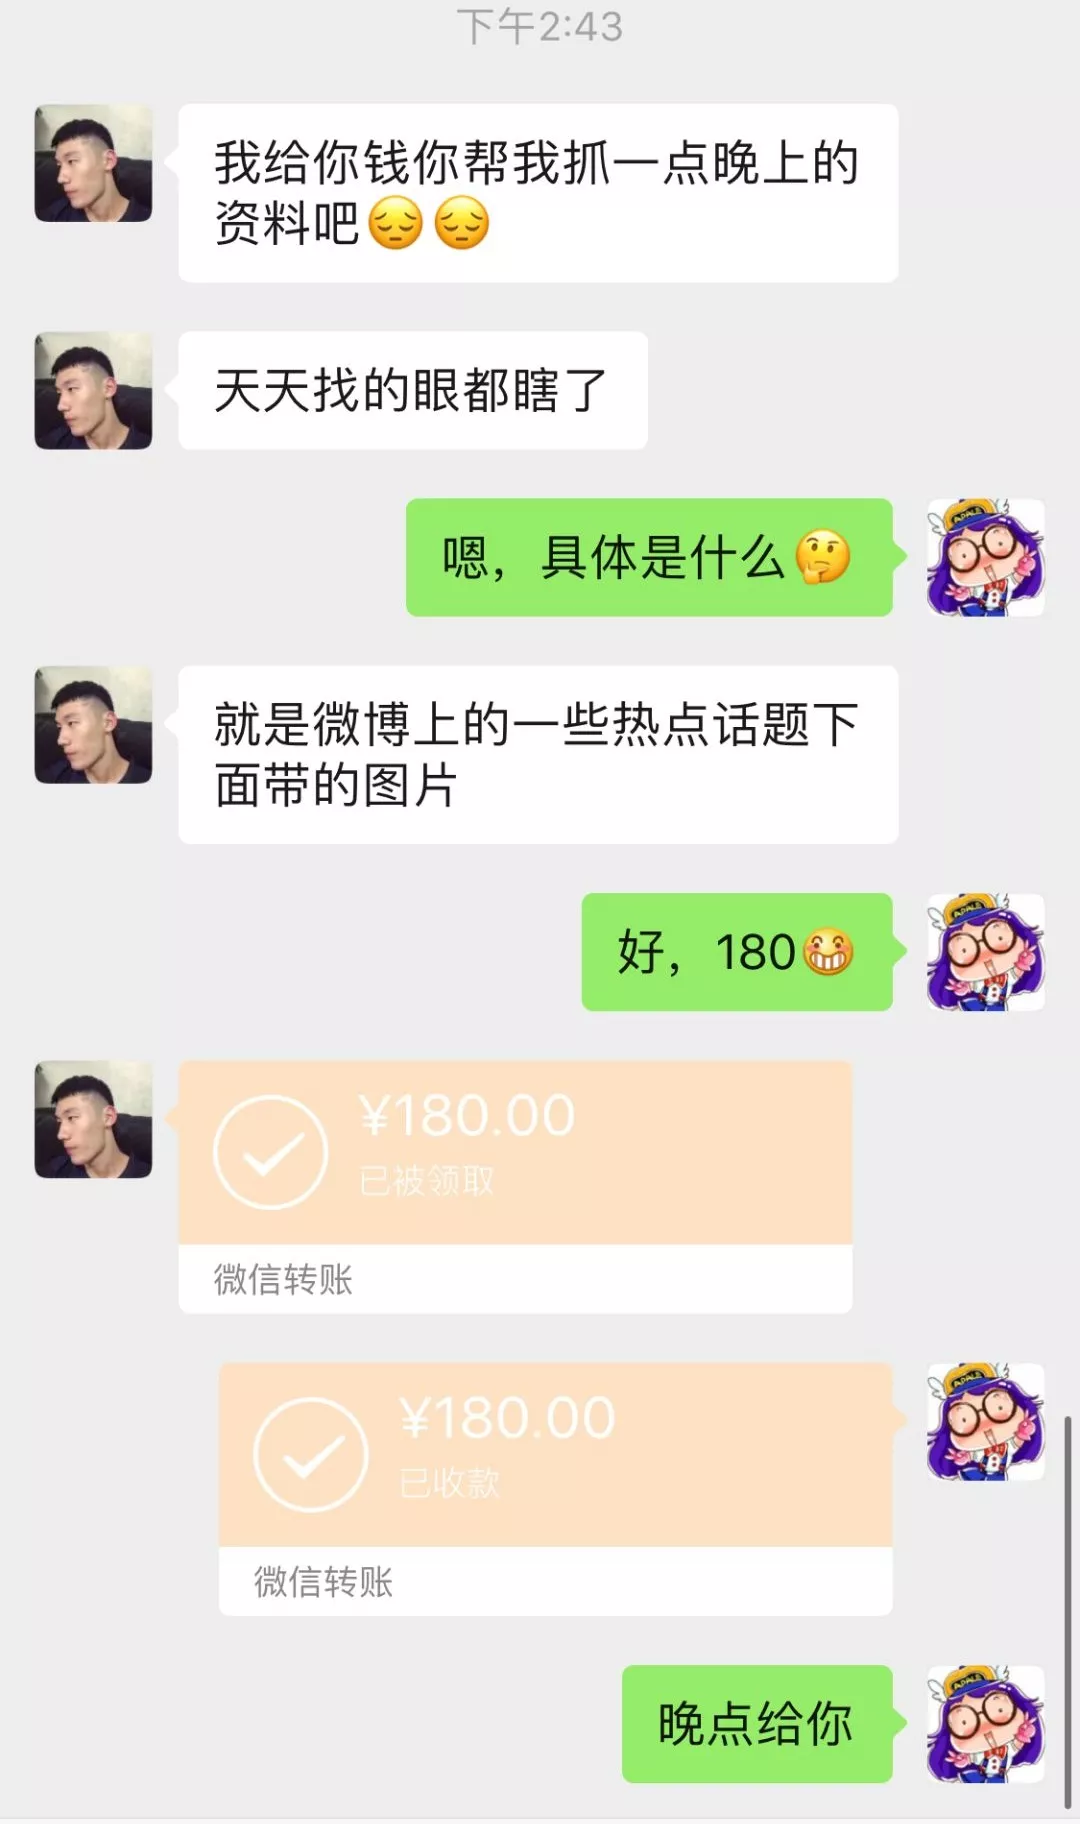 下午2:43
我给你钱你帮我抓一点晚上的
资料吧😔😔
天天找的眼都瞎了
嗯，具体是什么🤔
就是微博上的一些热点话题下
面带的图片
好，180😁
¥180.00
已被领取
微信转账
¥180.00
已收款
微信转账
晚点给你